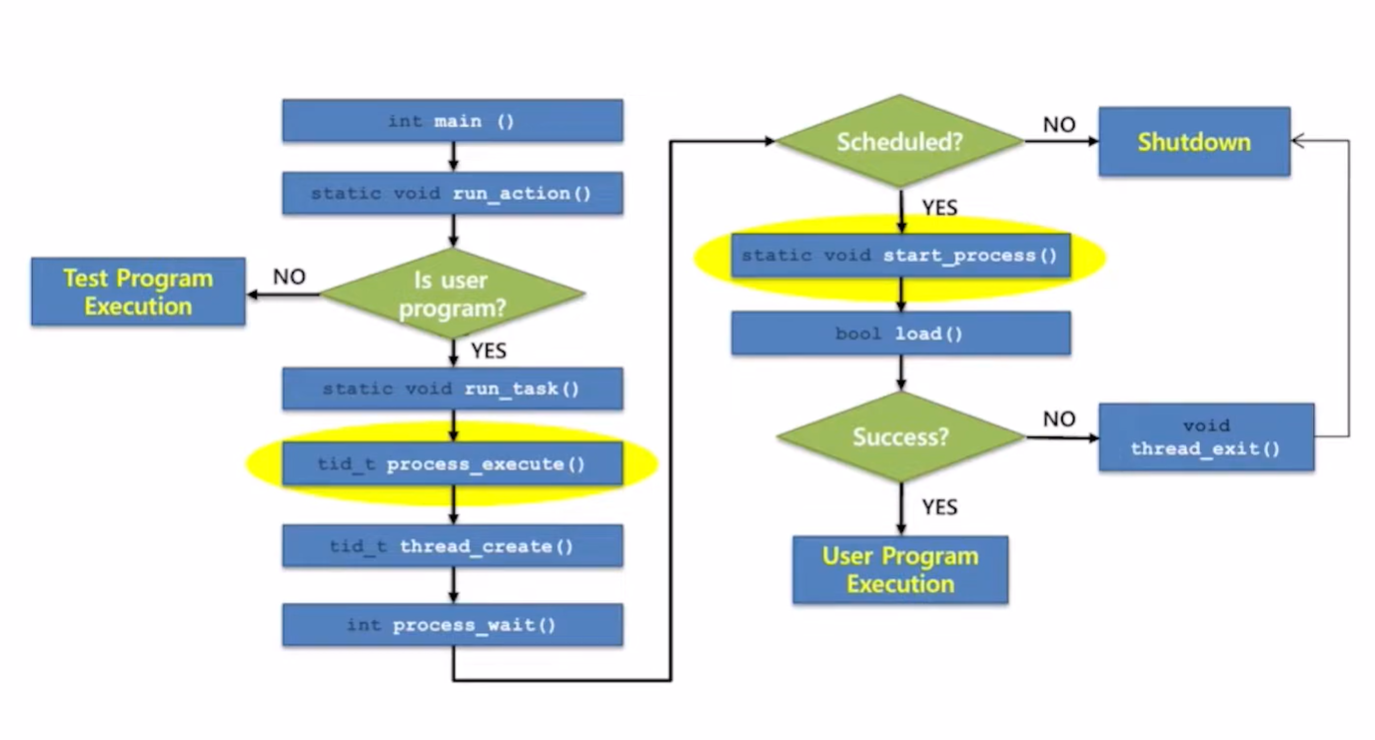 int main ()
static void run_action()
Is user
program?
NO
Test Program
Execution
YES
static void run_task()
tid_t process_execute()
tid_t thread_create()
int process_wait()
Scheduled?
NO
Shutdown
YES
static void start_process()
bool load()
Success?
NO
void
thread_exit()
YES
User Program
Execution